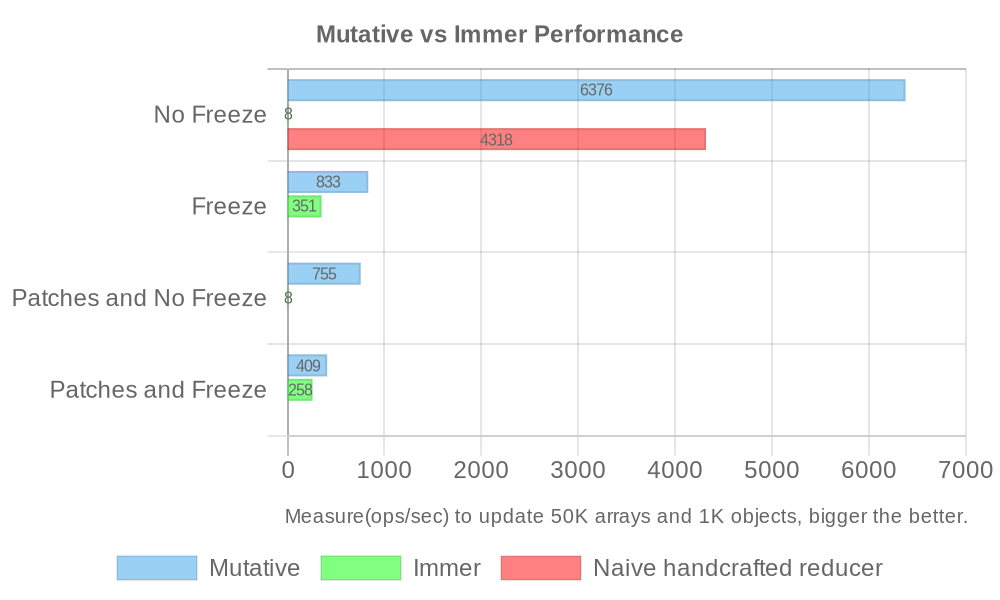 Mutative vs Immer Performance
No Freeze
6376
8
4318
Freeze
833
351
Patches and No Freeze
755
8
Patches and Freeze
409
258
0 1000 2000 3000 4000 5000 6000 7000
Measure(ops/sec) to update 50K arrays and 1K objects, bigger the better.
Mutative Immer Naive handcrafted reducer